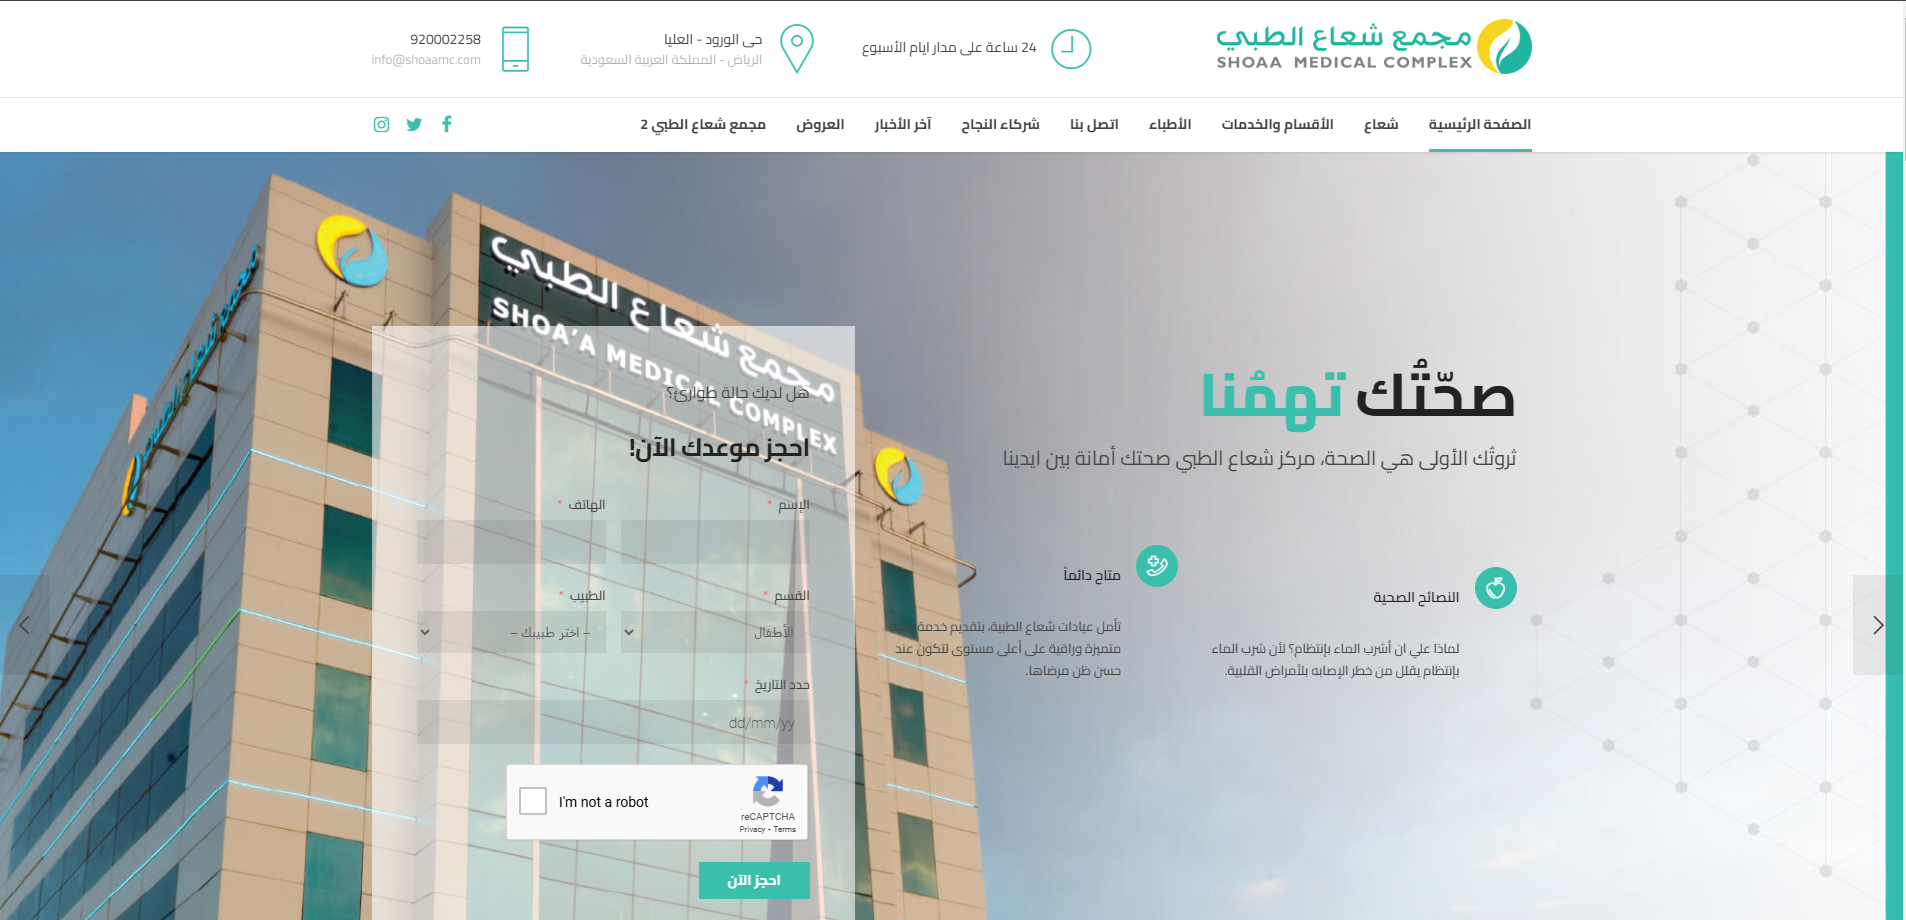 مجمع شعاع الطبي
SHOAA MEDICAL COMPLEX
24 ساعة على مدار ايام الأسبوع
حى الورود - العليا
الرياض - المملكة العربية السعودية
920002258
info@shoaamc.com
الصفحة الرئيسية
شعاع
الأقسام والخدمات
الأطباء
اتصل بنا
شركاء النجاح
آخر الأخبار
العروض
مجمع شعاع الطبي 2
مجمع شعاع الطبي
SHOA'A MEDICAL COMPLEX
صحّتُك تهمُنا
ثروتُك الأولى هي الصحة، مركز شعاع الطبي صحتك أمانة بين ايدينا
النصائح الصحية
لماذا علي ان أشرب الماء بإنتظام؟ لأن شرب الماء
بإنتظام يقلل من خطر الإصابه بلأمراض القلبية.
متاح دائماً
تأمل عيادات شعاع الطبية، بتقديم خدمة
متميزة وراقية على أعلى مستوى لتكون عند
حسن ظن مرضاها.
هل لديك حالة طوارئ؟
احجز موعدك الآن!
الإسم *
الهاتف *
القسم *
الطبيب *
الأطفال
– اختر طبيبك –
حدد التاريخ *
dd/mm/yy
I'm not a robot
reCAPTCHA
Privacy - Terms
احجز الآن